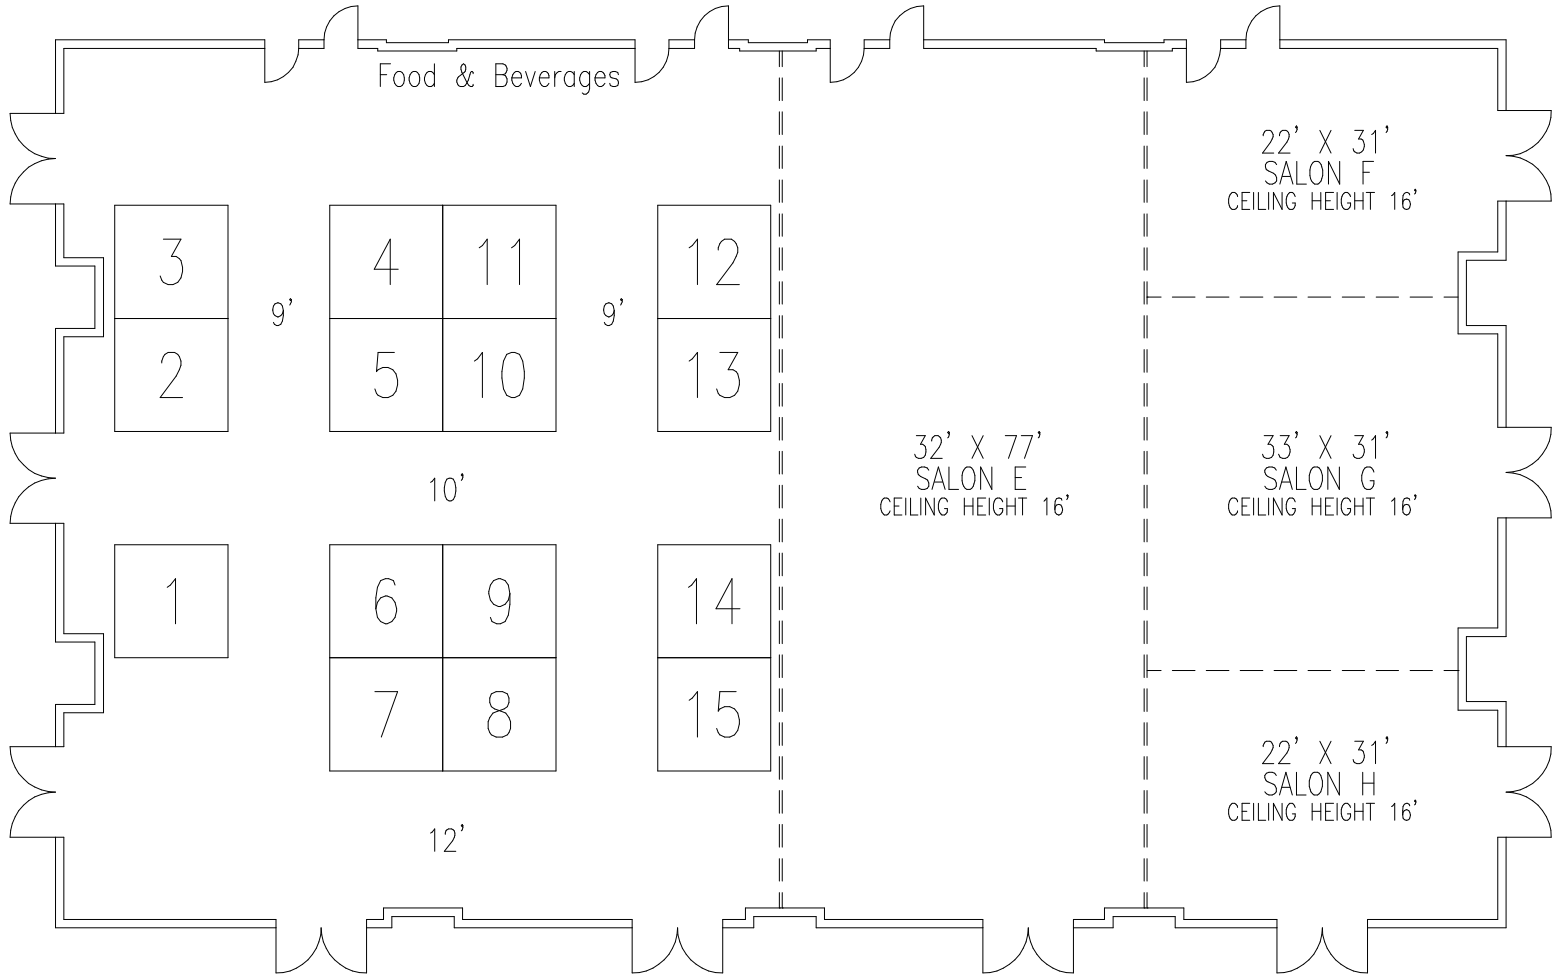 Food & Beverages
22' X 31'
SALON F
CEILING HEIGHT 16'
3
4
11
12
9'
9'
2
5
10
13
32' X 77'
SALON E
CEILING HEIGHT 16'
33' X 31'
SALON G
CEILING HEIGHT 16'
10'
1
6
9
14
7
8
15
22' X 31'
SALON H
CEILING HEIGHT 16'
12'